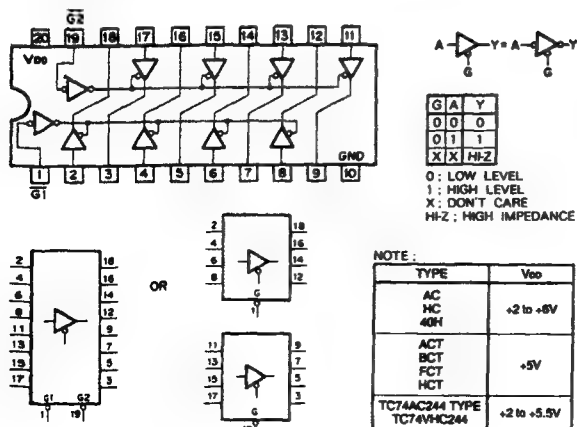 G2
20 19 18 17 16 15 14 13 12 11
VDD
GND
1 2 3 4 5 6 7 8 9 10
G1
A Y = A Y
G G
G A Y
0 0 0
0 1 1
X X HI-Z
0 ; LOW LEVEL
1 ; HIGH LEVEL
X ; DON'T CARE
HI-Z ; HIGH IMPEDANCE
2 18
4 16
6 14
8 12
11 9
13 7
15 5
17 3
G1 G2
1 19
OR
2 18
4 16
6 14
8 12
G
1
11 9
13 7
15 5
17 3
G
NOTE ;
TYPE VDD
AC
HC +2 to +6V
40H
ACT
BCT
FCT +5V
HCT
TC74AC244 TYPE
TC74VHC244 +2 to +5.5V